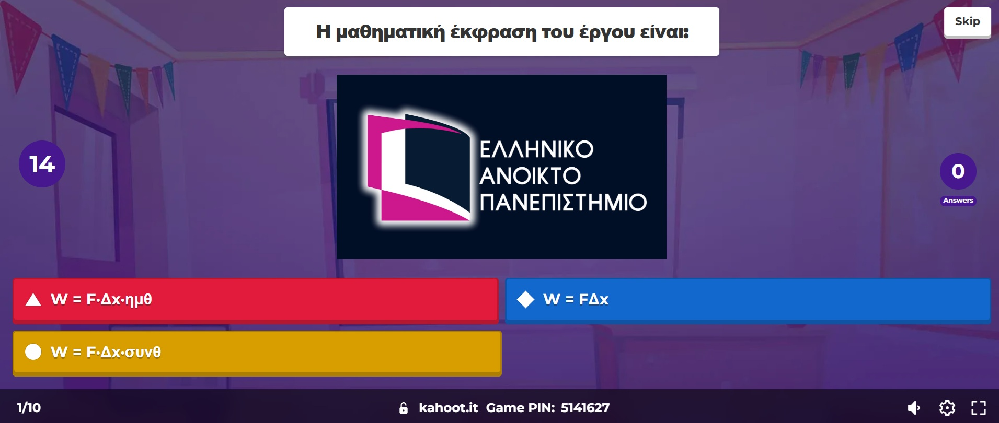 Η μαθηματική έκφραση του έργου είναι:
Skip
14
ΕΛΛΗΝΙΚΟ
ΑΝΟΙΚΤΟ
ΠΑΝΕΠΙΣΤΗΜΙΟ
0
Answers
W = F·Δx·ημθ
W = FΔx
W = F·Δx·συνθ
1/10
kahoot.it Game PIN: 5141627